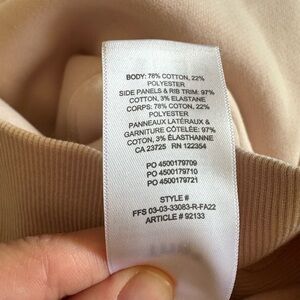 BODY: 78% COTTON, 22%
POLYESTER
SIDE PANELS & RIB TRIM: 97%
COTTON, 3% ELASTANE
CORPS: 78% COTON, 22%
POLYESTER
PANNEAUX LATÉRAUX &
GARNITURE CÔTELÉE: 97%
COTON, 3% ÉLASTHANNE
CA 23725 RN 122354
PO 4500179709
PO 4500179710
PO 4500179721
STYLE #
FFS 03-03-33083-R-FA22
ARTICLE # 92133